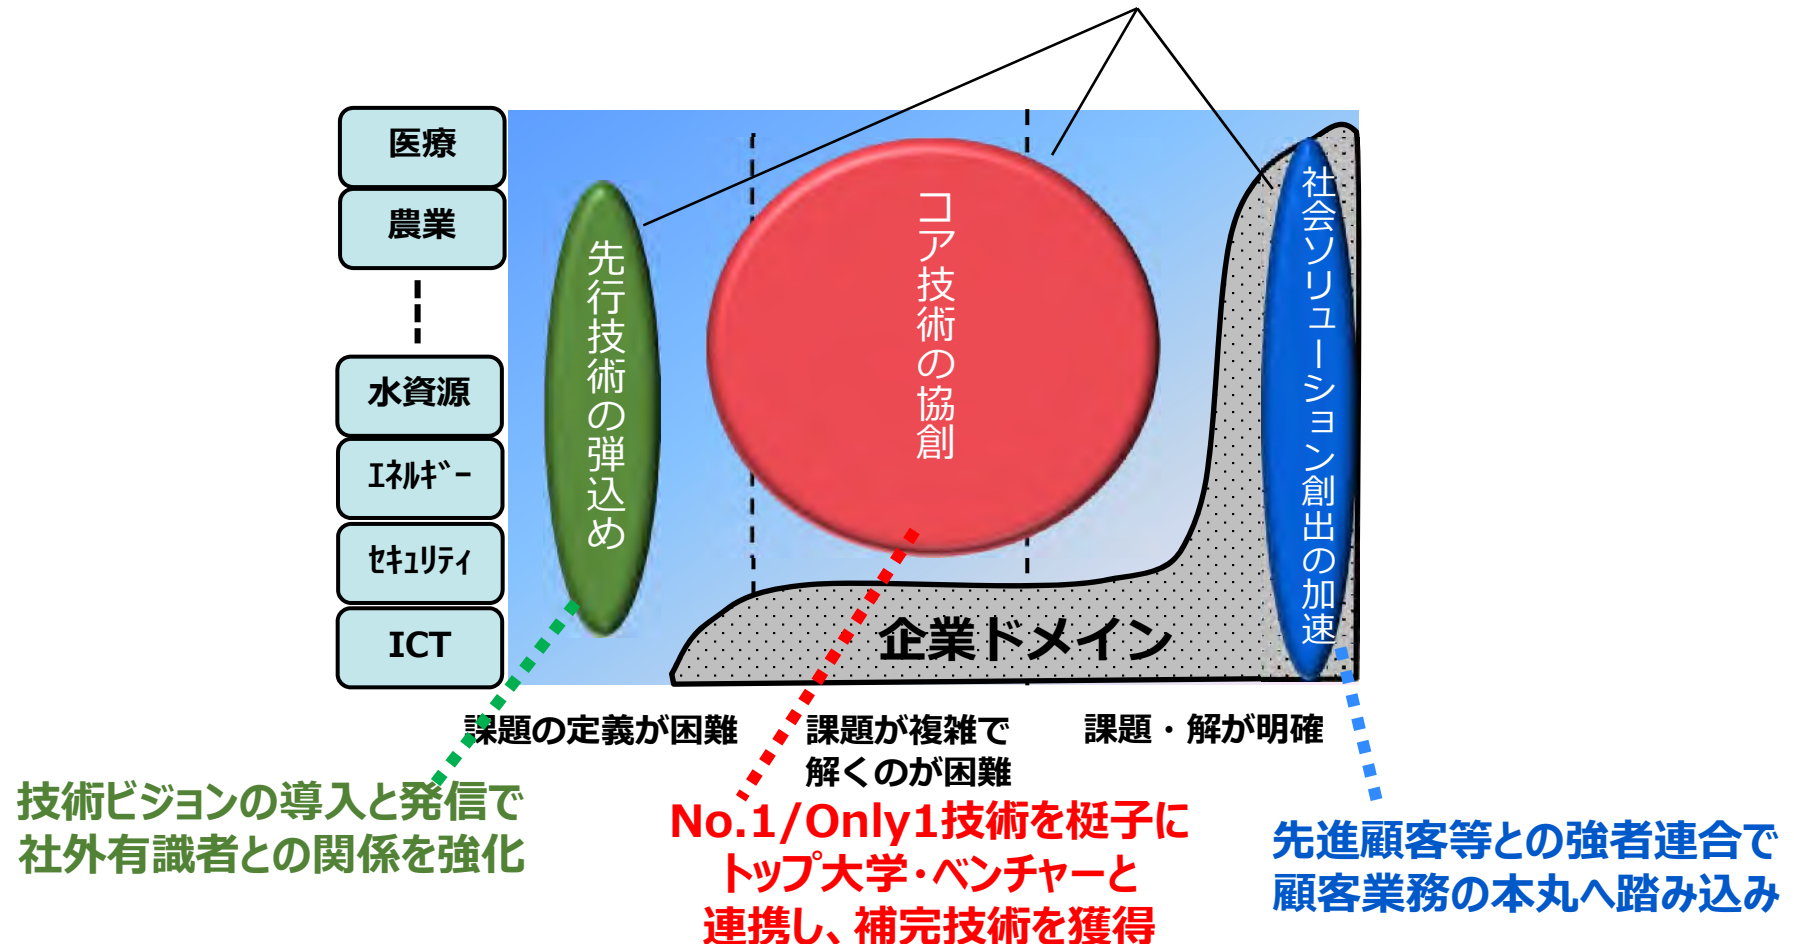 医療
農業
水資源
ｴﾈﾙｷﾞｰ
ｾｷｭﾘﾃｨ
ICT
先行技術の弾込め
コア技術の協創
社会ソリューション創出の加速
企業ドメイン
課題の定義が困難
課題が複雑で
解くのが困難
課題・解が明確
技術ビジョンの導入と発信で
社外有識者との関係を強化
No.1/Only1技術を梃子に
トップ大学・ベンチャーと
連携し、補完技術を獲得
先進顧客等との強者連合で
顧客業務の本丸へ踏み込み